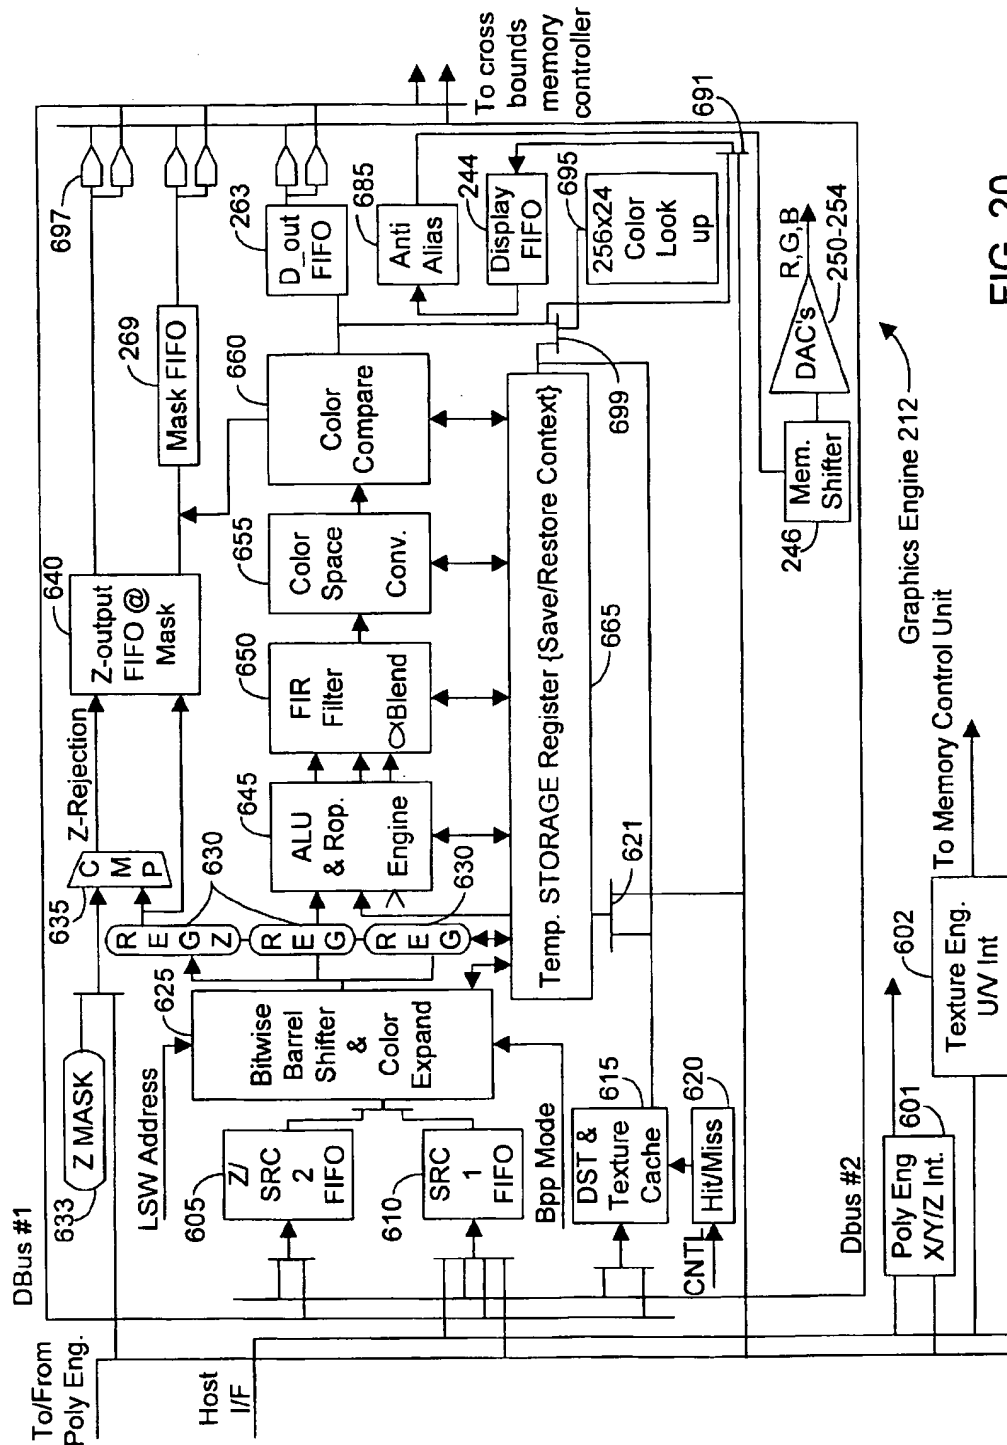 To/From
Poly Eng.
DBus #1
Host
I/F
633
Z MASK
LSW Address
605
Z/
SRC
2
FIFO
610
SRC
1
FIFO
Bpp Mode
625
Bitwise
Barrel
Shifter
&
Color
Expand
DST &
Texture
Cache
615
CNTL
Hit/Miss
620
Dbus #2
635
C
M
P
Z-Rejection
R
E
G
Z
630
R
E
G
R
E
G
630
645
ALU
& Rop.
> Engine
650
FIR
Filter
∝Blend
655
Color
Space
Conv.
660
Color
Compare
640
Z-output
FIFO @
Mask
269
Mask FIFO
697
263
D_out
FIFO
685
Anti
Alias
244
Display
FIFO
695
256x24
Color
Look
up
691
699
Temp. STORAGE Register {Save/Restore Context}
665
621
To cross
bounds
memory
controller
246
Mem.
Shifter
DAC's
R,G,B
250-254
Graphics Engine 212
Poly Eng
X/Y/Z Int.
601
602
Texture Eng.
U/V Int
To Memory Control Unit